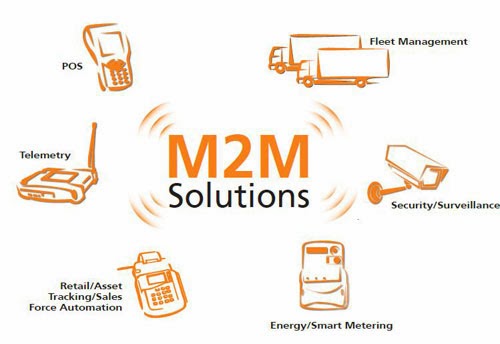 Fleet Management
POS
M2M
Telemetry
Solutions
Security/Surveillance
Retail/Asset
Tracking/Sales
Force Automation
Energy/Smart Metering